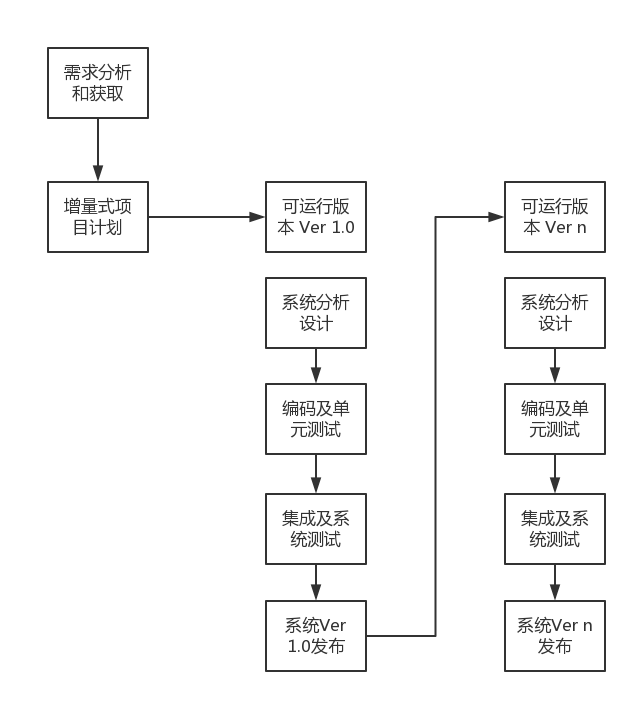 需求分析
和获取
增量式项
目计划
可运行版
本 Ver 1.0
系统分析
设计
编码及单
元测试
集成及系
统测试
系统Ver
1.0发布
可运行版
本 Ver n
系统分析
设计
编码及单
元测试
集成及系
统测试
系统Ver n
发布